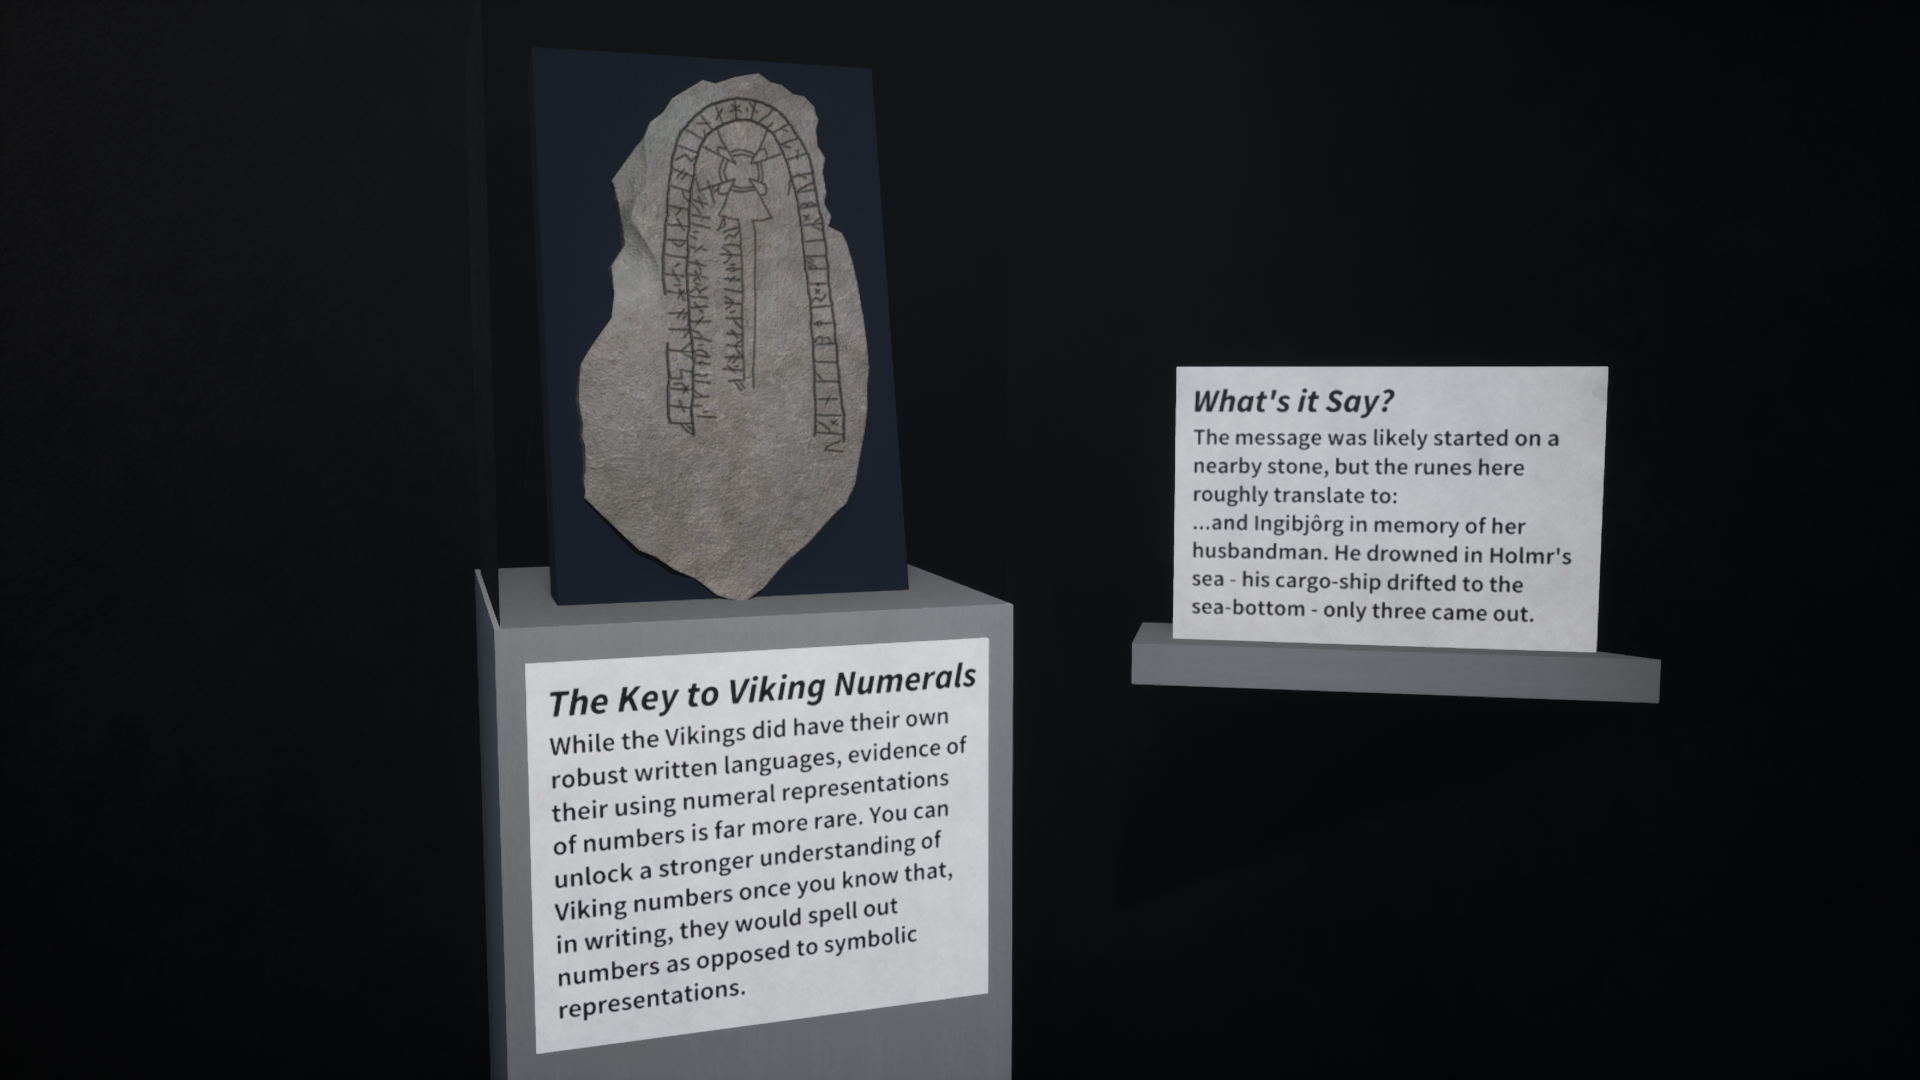 The Key to Viking Numerals
While the Vikings did have their own
robust written languages, evidence of
their using numeral representations
of numbers is far more rare. You can
unlock a stronger understanding of
Viking numbers once you know that,
in writing, they would spell out
numbers as opposed to symbolic
representations.
What's it Say?
The message was likely started on a
nearby stone, but the runes here
roughly translate to:
...and Ingibjôrg in memory of her
husbandman. He drowned in Holmr's
sea - his cargo-ship drifted to the
sea-bottom - only three came out.